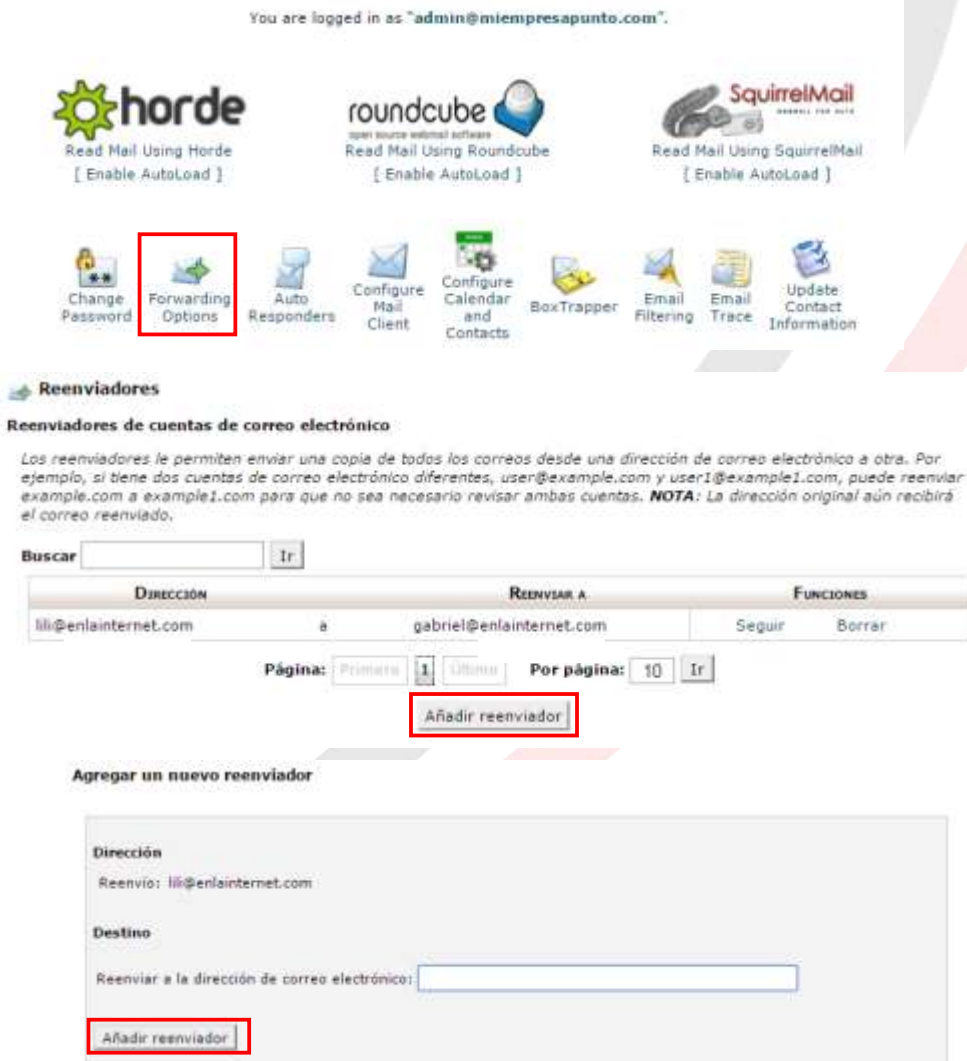 You are logged in as "admin@miempresapunto.com".
horde
roundcube
open source webmail software
SquirrelMail
WEBMAIL FOR NUTS
Read Mail Using Horde
Read Mail Using Roundcube
Read Mail Using SquirrelMail
[ Enable AutoLoad ]
[ Enable AutoLoad ]
[ Enable AutoLoad ]
Change
Password
Forwarding
Options
Auto
Responders
Configure
Mail
Client
Configure
Calendar
and
Contacts
BoxTrapper
Email
Filtering
Email
Trace
Update
Contact
Information
Reenviadores
Reenviadores de cuentas de correo electrónico
Los reenviadores le permiten enviar una copia de todos los correos desde una dirección de correo electrónico a otra. Por
ejemplo, si tiene dos cuentas de correo electrónico diferentes, user@example.com y user1@example1.com, puede reenviar
example.com a example1.com para que no sea necesario revisar ambas cuentas. NOTA: La dirección original aún recibirá
el correo reenviado.
Buscar Ir
Dirección Reenviar a Funciones
lili@enlainternet.com a gabriel@enlainternet.com Seguir Borrar
Página: Primero 1 Último Por página: 10 Ir
Añadir reenviador
Agregar un nuevo reenviador
Dirección
Reenvío: lili@enlainternet.com
Destino
Reenviar a la dirección de correo electrónico:
Añadir reenviador